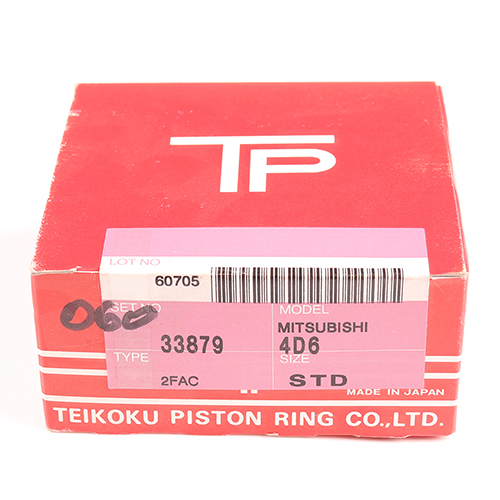 TP
LOT NO
60705
SET NO
MODEL
060
MITSUBISHI
33879
4D6
TYPE
SIZE
2FAC
STD
MADE IN JAPAN
TEIKOKU PISTON RING CO.,LTD.